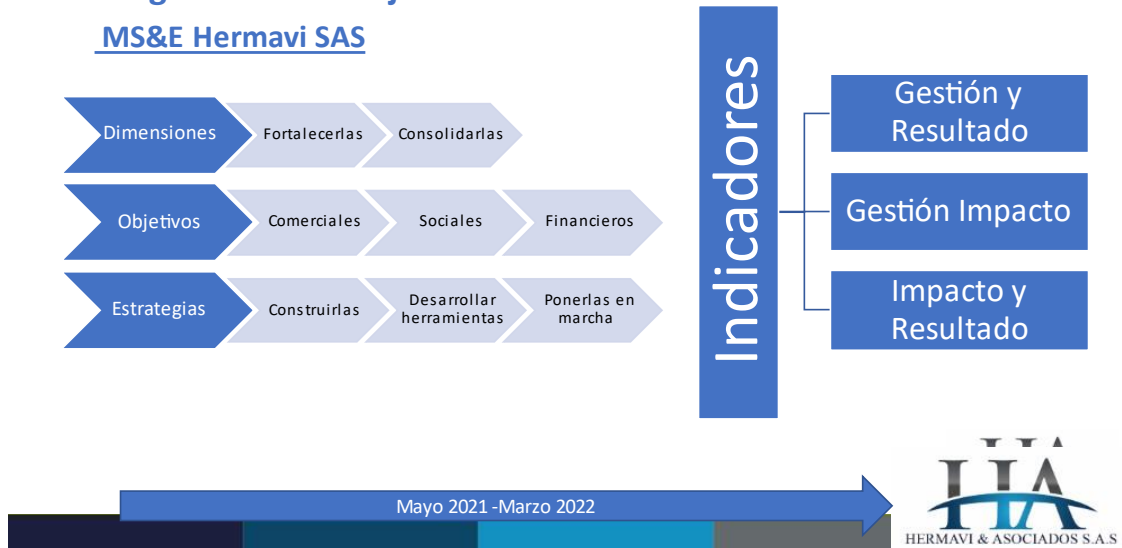 MS&E Hermavi SAS
Dimensiones
Fortalecerlas
Consolidarlas
Objetivos
Comerciales
Sociales
Financieros
Estrategias
Construirlas
Desarrollar
herramientas
Ponerlas en
marcha
Indicadores
Gestión y
Resultado
Gestión Impacto
Impacto y
Resultado
Mayo 2021 -Marzo 2022
HA
HERMAVI & ASOCIADOS S.A.S